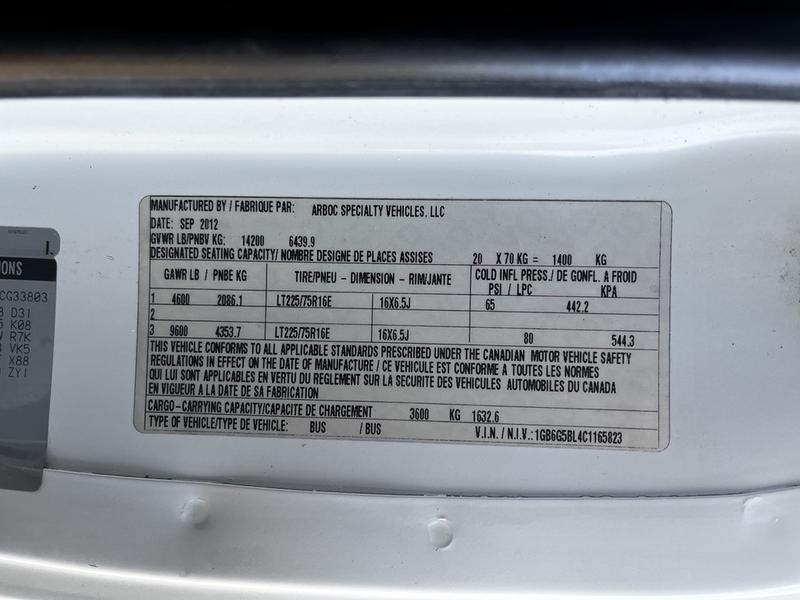 MANUFACTURED BY / FABRIQUE PAR: ARBOC SPECIALTY VEHICLES, LLC
DATE: SEP 2012
GVWR LB/PNBV KG: 14200 6439.9
DESIGNATED SEATING CAPACITY/ NOMBRE DESIGNE DE PLACES ASSISES 20 X 70 KG = 1400 KG
GAWR LB / PNBE KG TIRE/PNEU - DIMENSION - RIM/JANTE COLD INFL PRESS./ DE GONFL. A FROID
PSI / LPC KPA
1 4600 2086.1 LT225/75R16E 16X6.5J 65 442.2
2
3 9600 4353.7 LT225/75R16E 16X6.5J 80 544.3
THIS VEHICLE CONFORMS TO ALL APPLICABLE STANDARDS PRESCRIBED UNDER THE CANADIAN MOTOR VEHICLE SAFETY
REGULATIONS IN EFFECT ON THE DATE OF MANUFACTURE / CE VEHICULE EST CONFORME A TOUTES LES NORMES
QUI LUI SONT APPLICABLES EN VERTU DU REGLEMENT SUR LA SECURITE DES VEHICULES AUTOMOBILES DU CANADA
EN VIGUEUR A LA DATE DE SA FABRICATION
CARGO-CARRYING CAPACITY/CAPACITE DE CHARGEMENT 3600 KG 1632.6
TYPE OF VEHICLE/TYPE DE VEHICLE: BUS / BUS V.I.N. / N.I.V.: 1GB6G5BL4C1165823
IONS
CG33803
D3I
K08
R7K
VK5
X88
ZY1